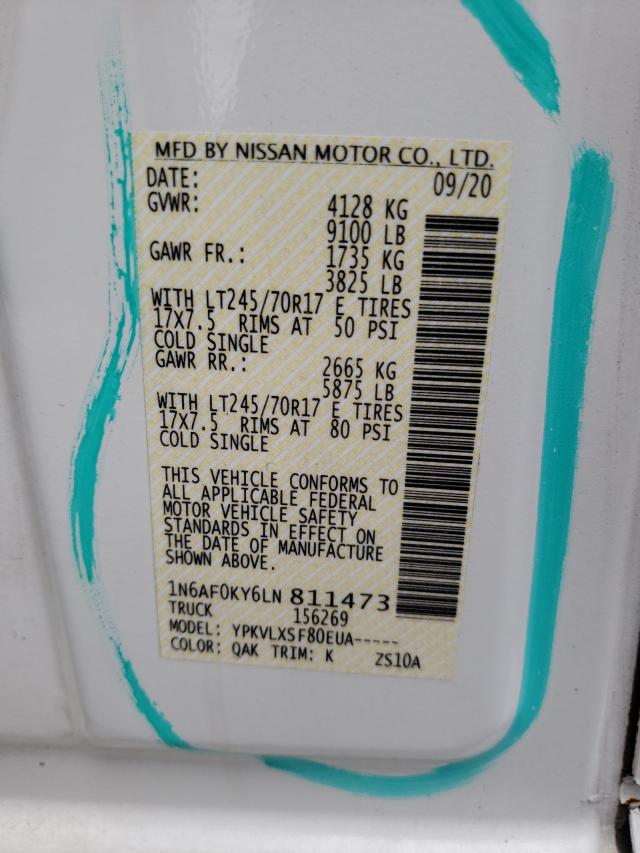 MFD BY NISSAN MOTOR CO., LTD.
DATE: 09/20
GVWR: 4128 KG
9100 LB
GAWR FR.: 1735 KG
3825 LB
WITH LT245/70R17 E TIRES
17X7.5 RIMS AT 50 PSI
COLD SINGLE
GAWR RR.: 2665 KG
5875 LB
WITH LT245/70R17 E TIRES
17X7.5 RIMS AT 80 PSI
COLD SINGLE
THIS VEHICLE CONFORMS TO
ALL APPLICABLE FEDERAL
MOTOR VEHICLE SAFETY
STANDARDS IN EFFECT ON
THE DATE OF MANUFACTURE
SHOWN ABOVE.
1N6AF0KY6LN 811473
TRUCK 156269
MODEL: YPKVLXSF80EUA-----
COLOR: QAK TRIM: K ZS10A